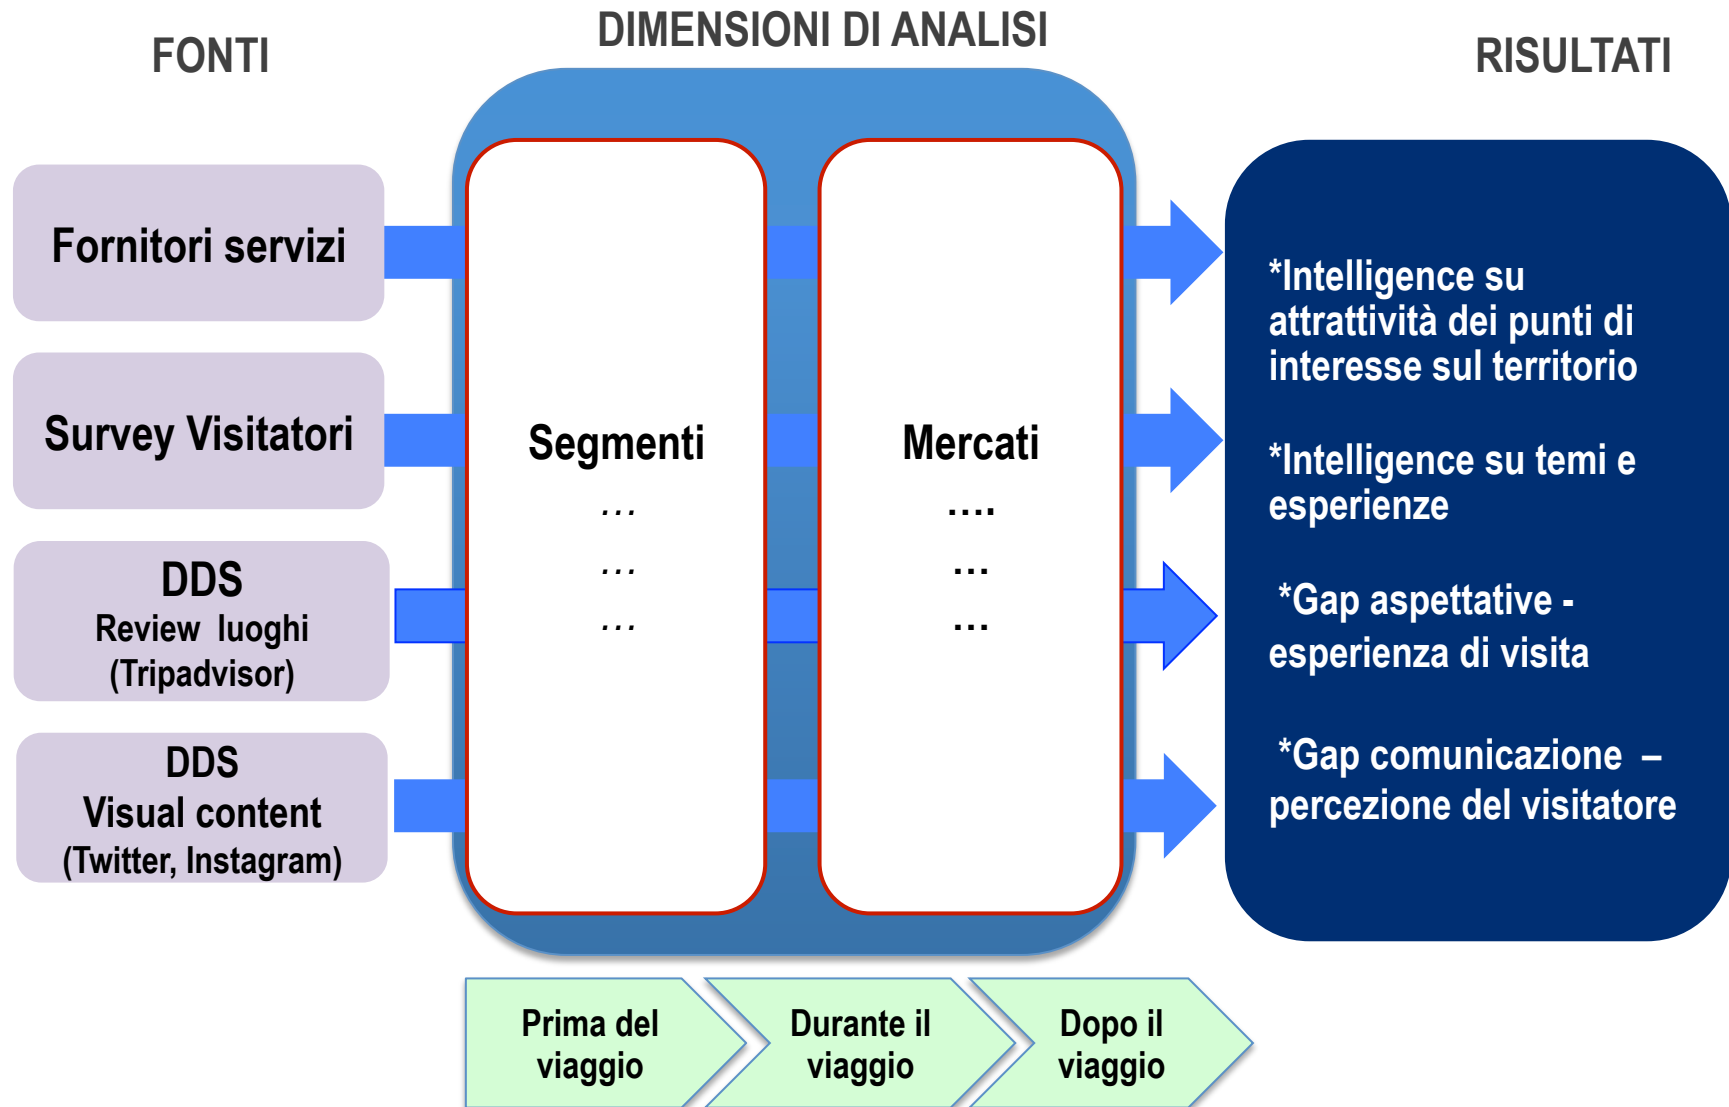 FONTI
DIMENSIONI DI ANALISI
RISULTATI
Fornitori servizi
Survey Visitatori
DDS
Review luoghi
(Tripadvisor)
DDS
Visual content
(Twitter, Instagram)
Segmenti
...
...
...
Mercati
....
...
...
*Intelligence su
attrattività dei punti di
interesse sul territorio
*Intelligence su temi e
esperienze
*Gap aspettative -
esperienza di visita
*Gap comunicazione –
percezione del visitatore
Prima del
viaggio
Durante il
viaggio
Dopo il
viaggio